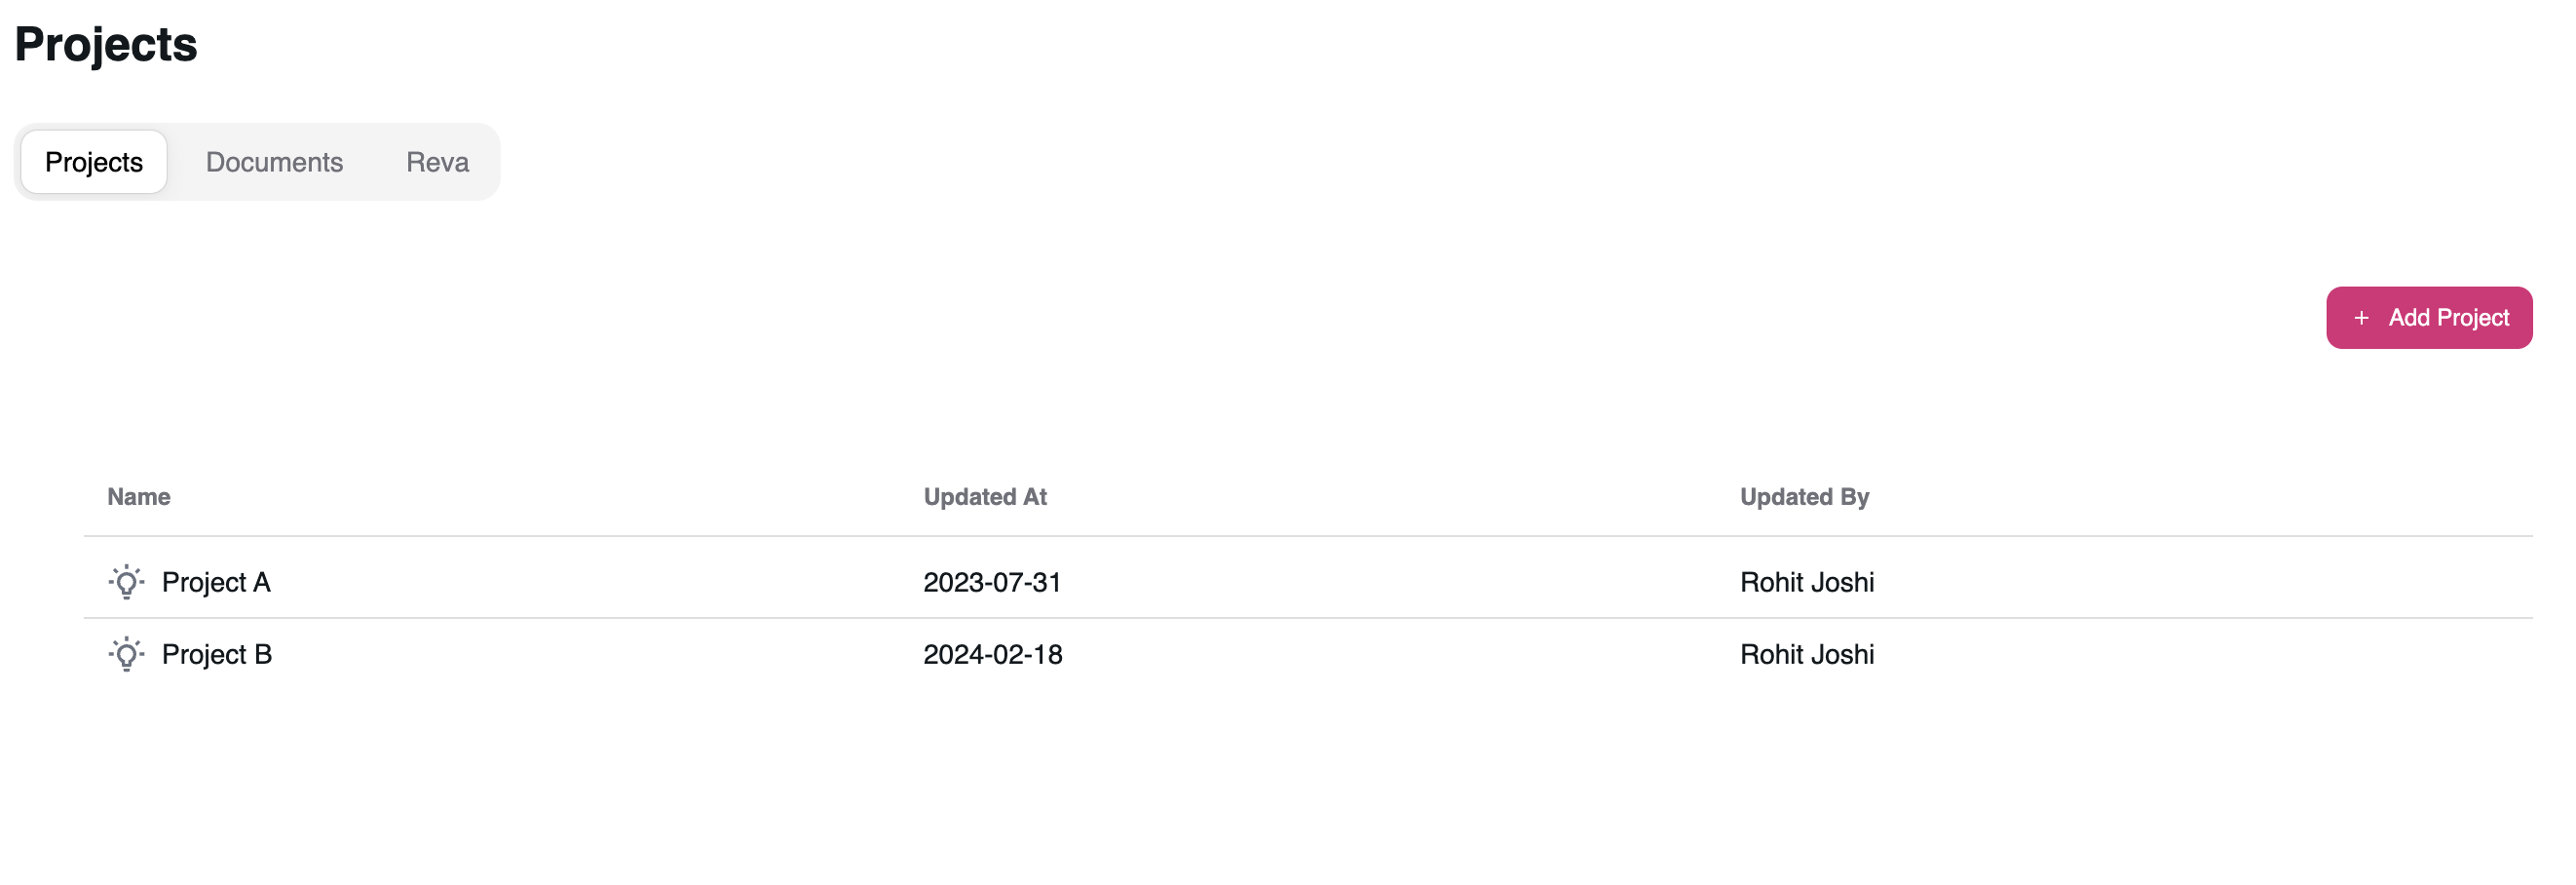 Projects
Projects Documents Reva
+ Add Project
Name Updated At Updated By
Project A 2023-07-31 Rohit Joshi
Project B 2024-02-18 Rohit Joshi